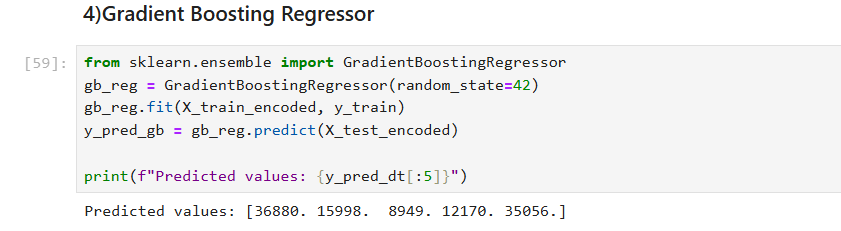 4)Gradient Boosting Regressor
[59]: from sklearn.ensemble import GradientBoostingRegressor
gb_reg = GradientBoostingRegressor(random_state=42)
gb_reg.fit(X_train_encoded, y_train)
y_pred_gb = gb_reg.predict(X_test_encoded)
print(f"Predicted values: {y_pred_dt[:5]}")
Predicted values: [36880. 15998.  8949. 12170. 35056.]